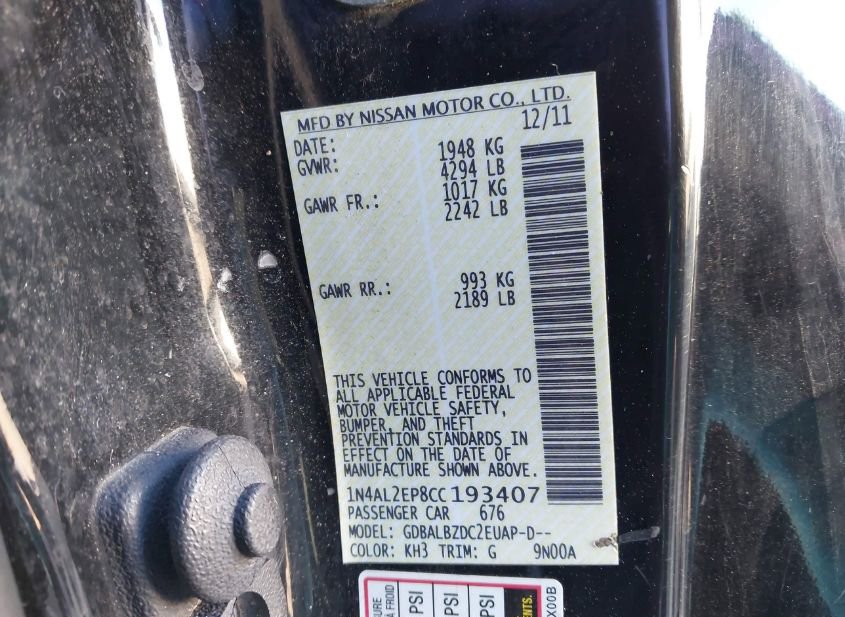 MFD BY NISSAN MOTOR CO., LTD.
DATE: 12/11
GVWR: 1948 KG
4294 LB
GAWR FR.: 1017 KG
2242 LB
GAWR RR.: 993 KG
2189 LB
THIS VEHICLE CONFORMS TO
ALL APPLICABLE FEDERAL
MOTOR VEHICLE SAFETY,
BUMPER, AND THEFT
PREVENTION STANDARDS IN
EFFECT ON THE DATE OF
MANUFACTURE SHOWN ABOVE.
1N4AL2EP8CC193407
PASSENGER CAR 676
MODEL: GDBALBZDC2EUAP-D--
COLOR: KH3 TRIM: G 9N00A
À FROID
PSI
PSI
PSI
X00B